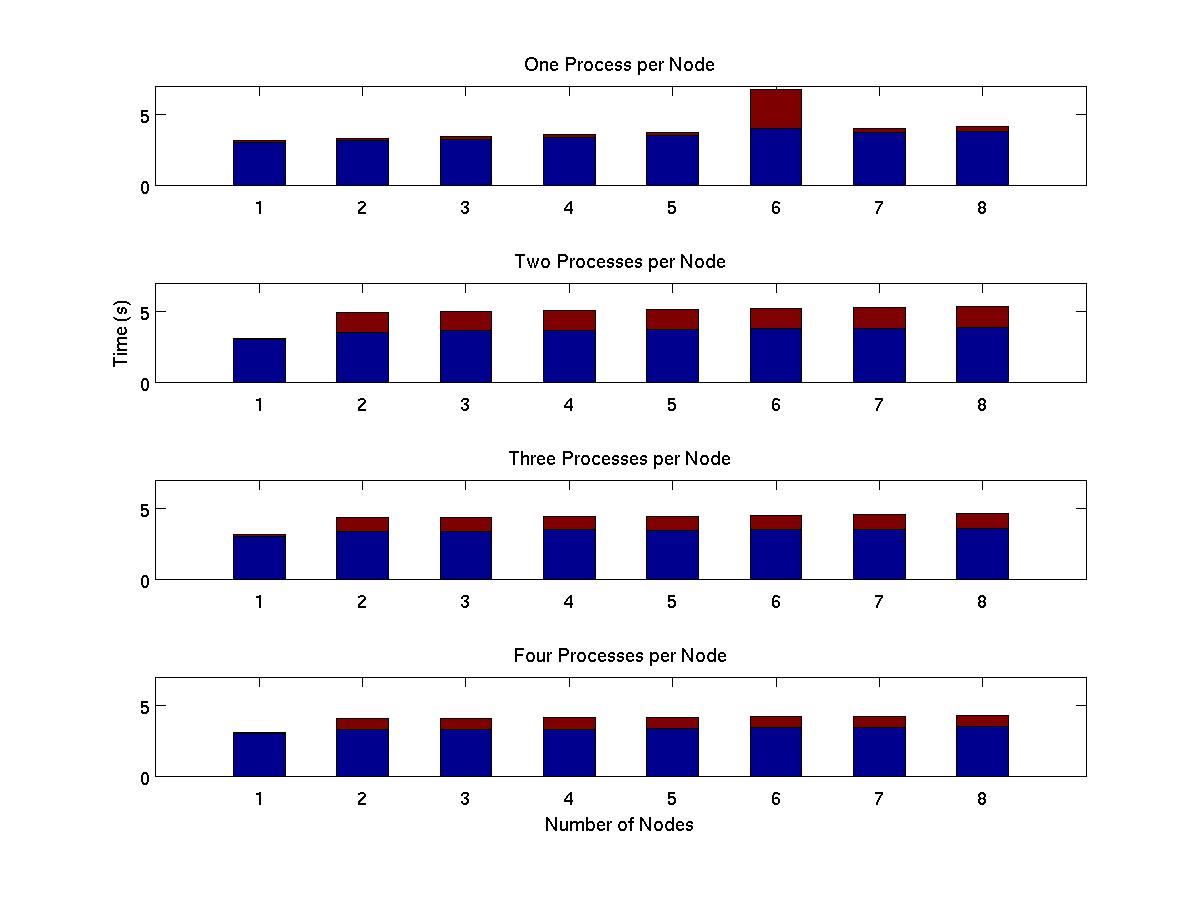 One Process per Node
5
0
1 2 3 4 5 6 7 8
Two Processes per Node
Time (s)
5
0
1 2 3 4 5 6 7 8
Three Processes per Node
5
0
1 2 3 4 5 6 7 8
Four Processes per Node
5
0
1 2 3 4 5 6 7 8
Number of Nodes